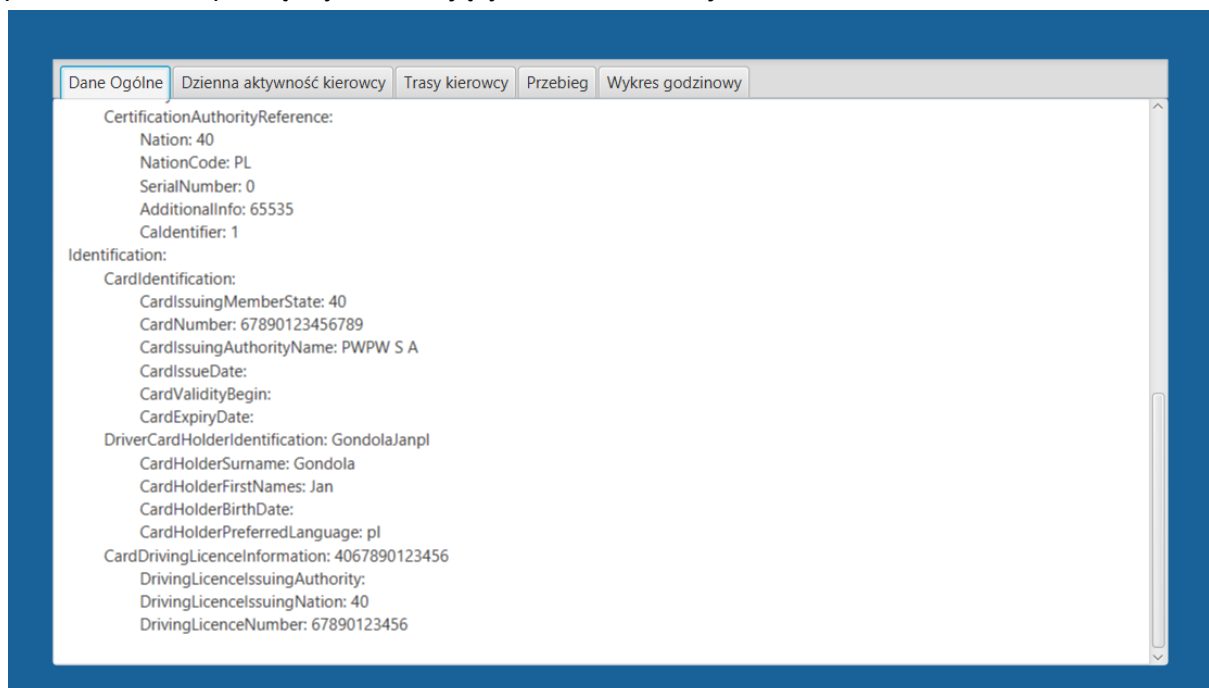 Dane Ogólne Dzienna aktywność kierowcy Trasy kierowcy Przebieg Wykres godzinowy
CertificationAuthorityReference:
Nation: 40
NationCode: PL
SerialNumber: 0
AdditionalInfo: 65535
CaIdentifier: 1
Identification:
CardIdentification:
CardIssuingMemberState: 40
CardNumber: 67890123456789
CardIssuingAuthorityName: PWPW S A
CardIssueDate:
CardValidityBegin:
CardExpiryDate:
DriverCardHolderIdentification: GondolaJanpl
CardHolderSurname: Gondola
CardHolderFirstNames: Jan
CardHolderBirthDate:
CardHolderPreferredLanguage: pl
CardDrivingLicenceInformation: 4067890123456
DrivingLicenceIssuingAuthority:
DrivingLicenceIssuingNation: 40
DrivingLicenceNumber: 67890123456